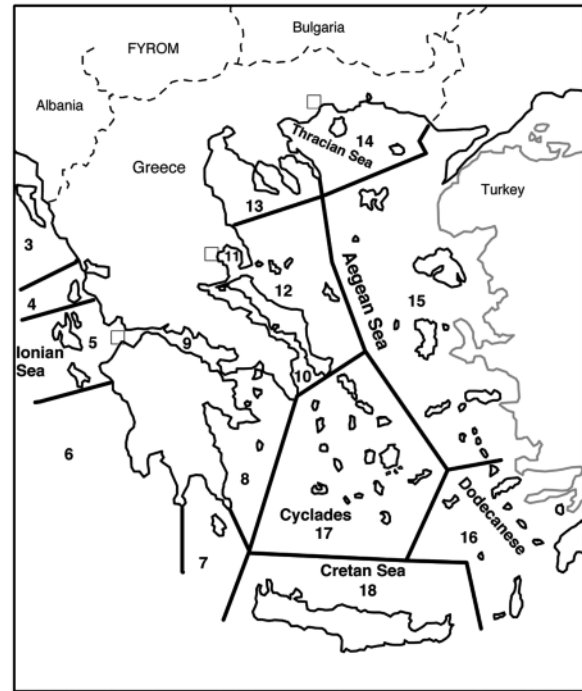 Bulgaria
FYROM
Albania
Thracian Sea
14
Greece
Turkey
13
3
11
Aegean Sea
12
15
4
5
Ionian
Sea
9
10
6
8
Cyclades
17
Dodecanese
16
7
Cretan Sea
18